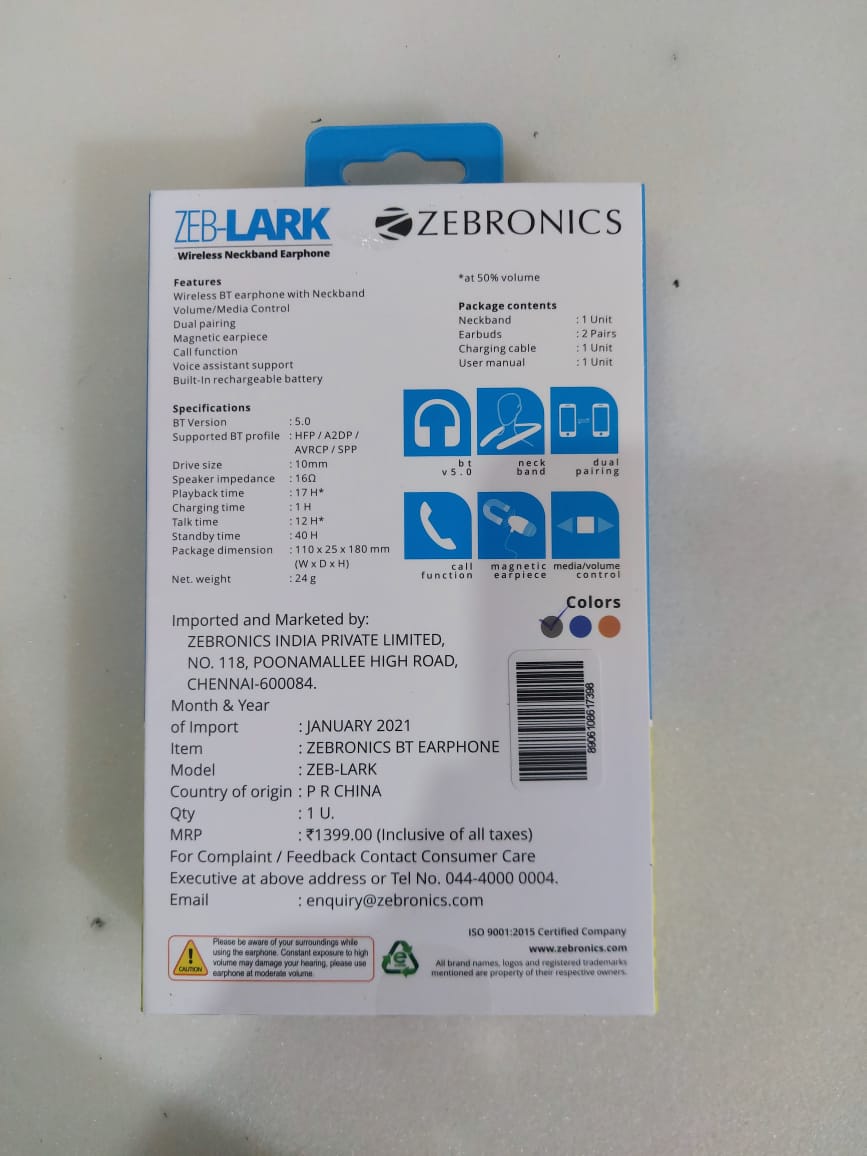 ZEB-LARK
Wireless Neckband Earphone
ZEBRONICS
Features
Wireless BT earphone with Neckband
Volume/Media Control
Dual pairing
Magnetic earpiece
Call function
Voice assistant support
Built-In rechargeable battery
Specifications
BT Version : 5.0
Supported BT profile : HFP / A2DP /
AVRCP / SPP
Drive size : 10mm
Speaker impedance : 16Ω
Playback time : 17 H*
Charging time : 1 H
Talk time : 12 H*
Standby time : 40 H
Package dimension : 110 x 25 x 180 mm
(W x D x H)
Net. weight : 24 g
*at 50% volume
Package contents
Neckband : 1 Unit
Earbuds : 2 Pairs
Charging cable : 1 Unit
User manual : 1 Unit
bt
v5.0
neck
band
dual
pairing
call
function
magnetic
earpiece
media/volume
control
Colors
Imported and Marketed by:
ZEBRONICS INDIA PRIVATE LIMITED,
NO. 118, POONAMALLEE HIGH ROAD,
CHENNAI-600084.
Month & Year
of Import : JANUARY 2021
Item : ZEBRONICS BT EARPHONE
Model : ZEB-LARK
Country of origin : P R CHINA
Qty : 1 U.
MRP : ₹1399.00 (Inclusive of all taxes)
For Complaint / Feedback Contact Consumer Care
Executive at above address or Tel No. 044-4000 0004.
Email : enquiry@zebronics.com
8906108617398
CAUTION
Please be aware of your surroundings while
using the earphone. Constant exposure to high
volume may damage your hearing, please use
earphone at moderate volume.
e
ISO 9001:2015 Certified Company
www.zebronics.com
All brand names, logos and registered trademarks
mentioned are property of their respective owners.